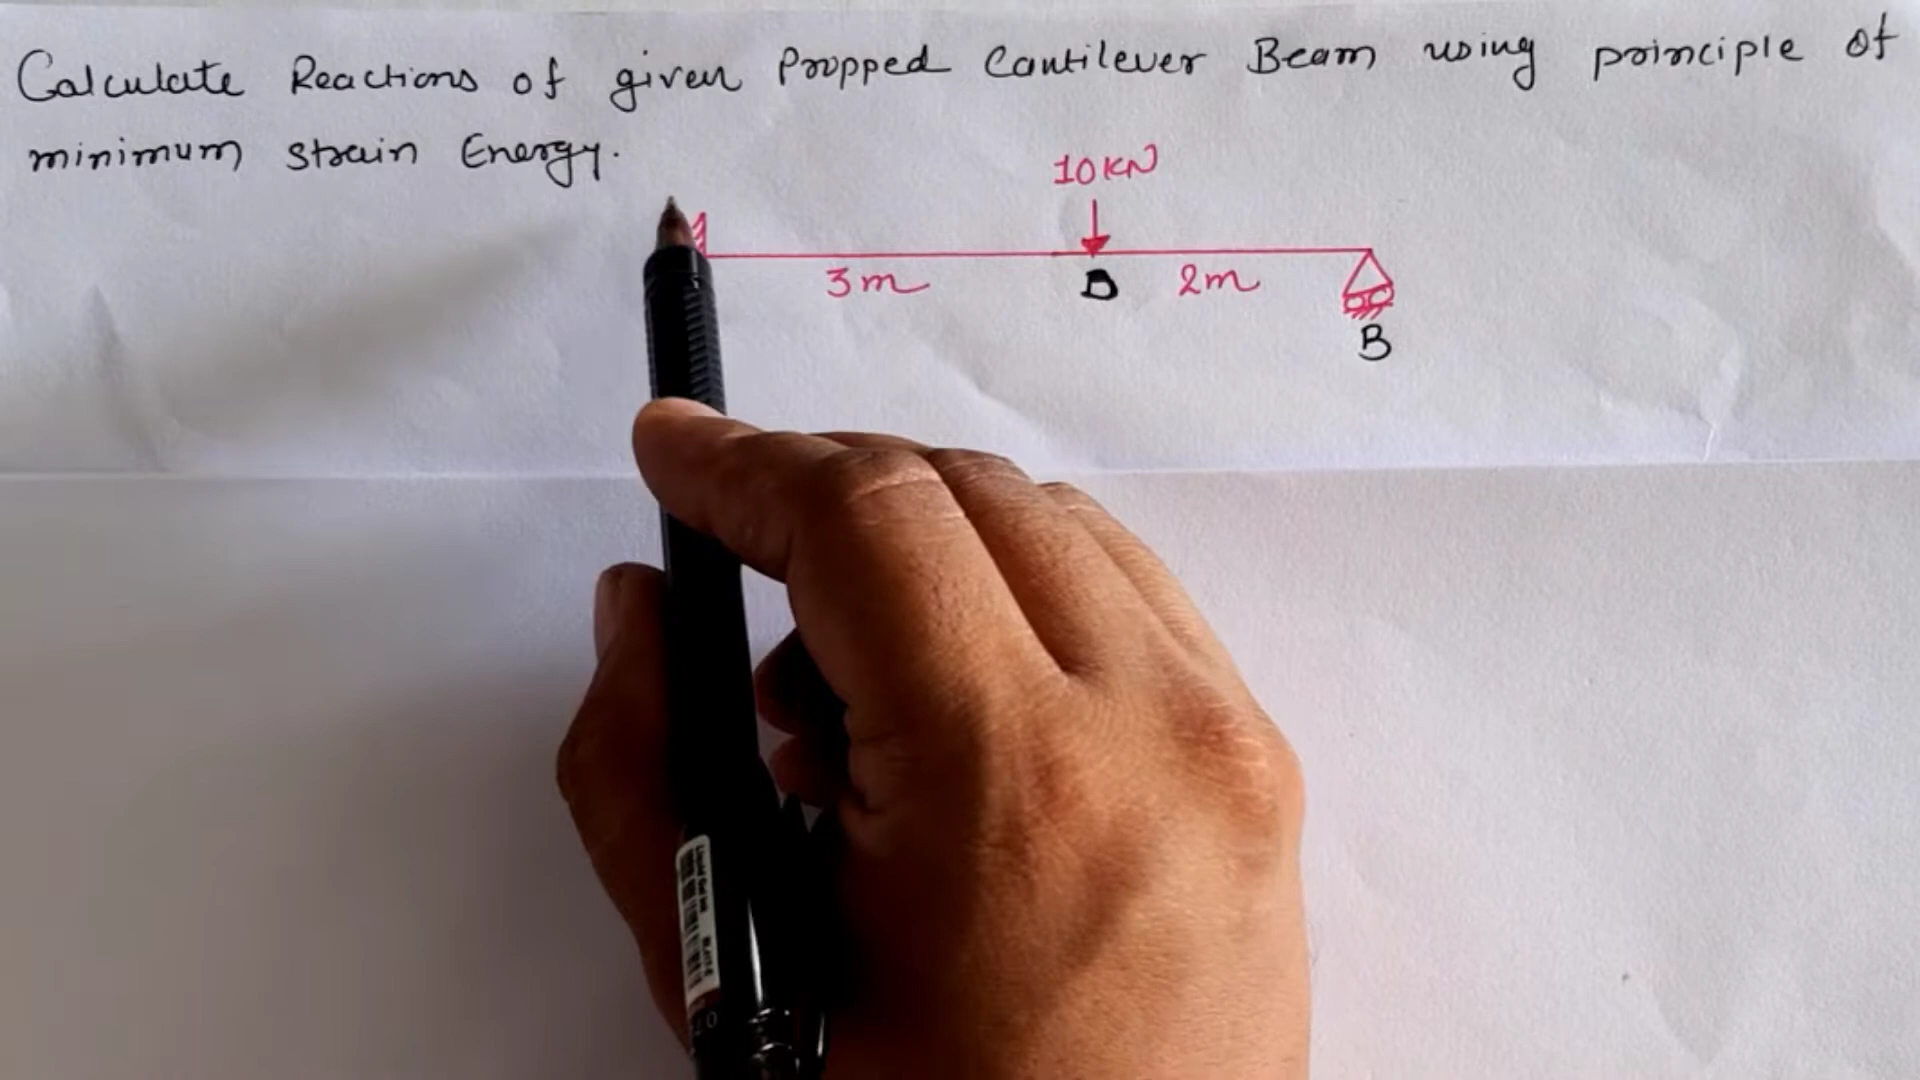 Calculate Reactions of given Propped Cantilever Beam using principle of
minimum strain Energy.
10KN
3m D 2m
B